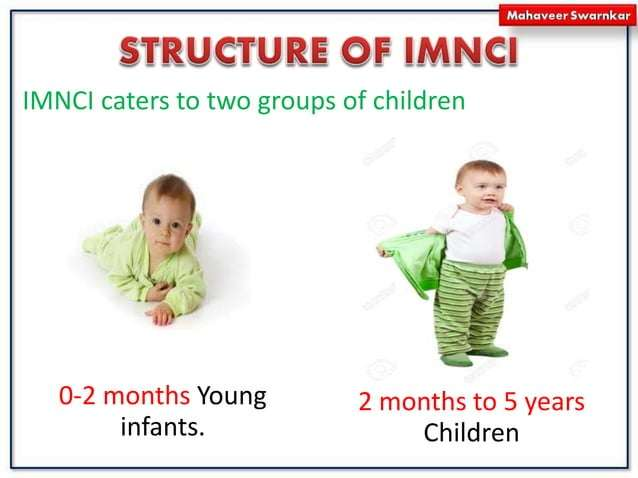 Mahaveer Swarnkar
STRUCTURE OF IMNCI
IMNCI caters to two groups of children
0-2 months Young
infants.
2 months to 5 years
Children